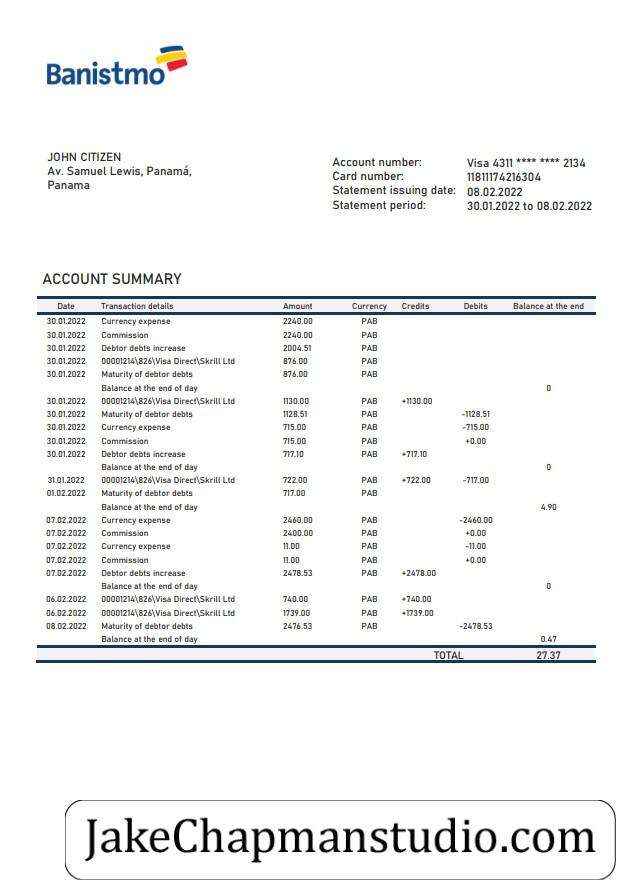 Banistmo
JOHN CITIZEN
Av. Samuel Lewis, Panamá,
Panama
Account number: Visa 4311 **** **** 2134
Card number: 11811174216304
Statement issuing date: 08.02.2022
Statement period: 30.01.2022 to 08.02.2022
ACCOUNT SUMMARY
Date Transaction details Amount Currency Credits Debits Balance at the end
30.01.2022 Currency expense 2240.00 PAB
30.01.2022 Commission 2240.00 PAB
30.01.2022 Debtor debts increase 2004.51 PAB
30.01.2022 00001214\826\Visa Direct\Skrill Ltd 876.00 PAB
30.01.2022 Maturity of debtor debts 876.00 PAB
Balance at the end of day 0
30.01.2022 00001214\826\Visa Direct\Skrill Ltd 1130.00 PAB +1130.00
30.01.2022 Maturity of debtor debts 1128.51 PAB -1128.51
30.01.2022 Currency expense 715.00 PAB -715.00
30.01.2022 Commission 715.00 PAB +0.00
30.01.2022 Debtor debts increase 717.10 PAB +717.10
Balance at the end of day 0
31.01.2022 00001214\826\Visa Direct\Skrill Ltd 722.00 PAB +722.00 -717.00
01.02.2022 Maturity of debtor debts 717.00 PAB
Balance at the end of day 4.90
07.02.2022 Currency expense 2460.00 PAB -2460.00
07.02.2022 Commission 2400.00 PAB +0.00
07.02.2022 Currency expense 11.00 PAB -11.00
07.02.2022 Commission 11.00 PAB +0.00
07.02.2022 Debtor debts increase 2478.53 PAB +2478.00
Balance at the end of day 0
06.02.2022 00001214\826\Visa Direct\Skrill Ltd 740.00 PAB +740.00
06.02.2022 00001214\826\Visa Direct\Skrill Ltd 1739.00 PAB +1739.00
08.02.2022 Maturity of debtor debts 2476.53 PAB -2478.53
Balance at the end of day 0.47
TOTAL 27.37
JakeChapmanstudio.com